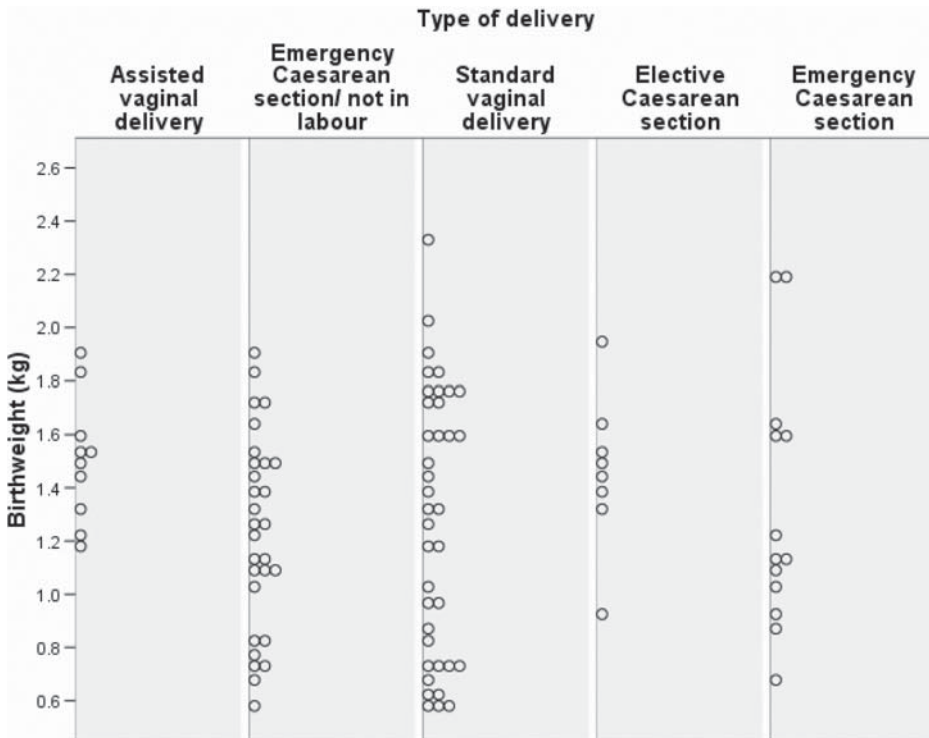 Type of delivery
Assisted
vaginal
delivery
Emergency
Caesarean
section/ not in
labour
Standard
vaginal
delivery
Elective
Caesarean
section
Emergency
Caesarean
section
Birthweight (kg)
2.6
2.4
2.2
2.0
1.8
1.6
1.4
1.2
1.0
0.8
0.6